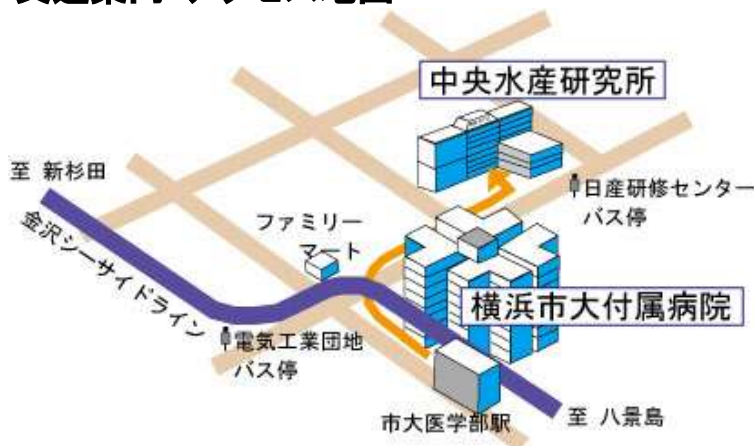 中央水産研究所
至 新杉田
日産研修センター
バス停
金沢シーサイドライン
ファミリー
マート
横浜市大付属病院
電気工業団地
バス停
市大医学部駅
至 八景島